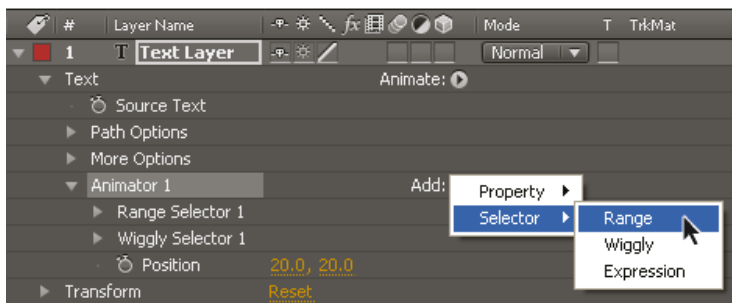 # Layer Name fx Mode T TrkMat
1 T Text Layer Normal
Text Animate:
Source Text
Path Options
More Options
Animator 1 Add: Property
Range Selector 1 Selector Range
Wiggly Selector 1 Wiggly
Position 20.0, 20.0 Expression
Transform Reset